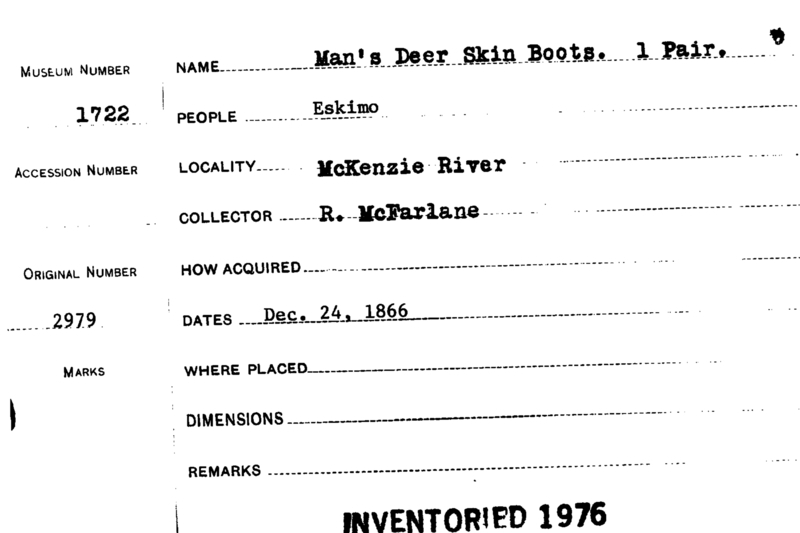 MUSEUM NUMBER
1722
ACCESSION NUMBER
ORIGINAL NUMBER
2979
MARKS
NAME Man's Deer Skin Boots. 1 Pair.
PEOPLE Eskimo
LOCALITY McKenzie River
COLLECTOR R. McFarlane
HOW ACQUIRED
DATES Dec. 24, 1866
WHERE PLACED
DIMENSIONS
REMARKS
INVENTORIED 1976